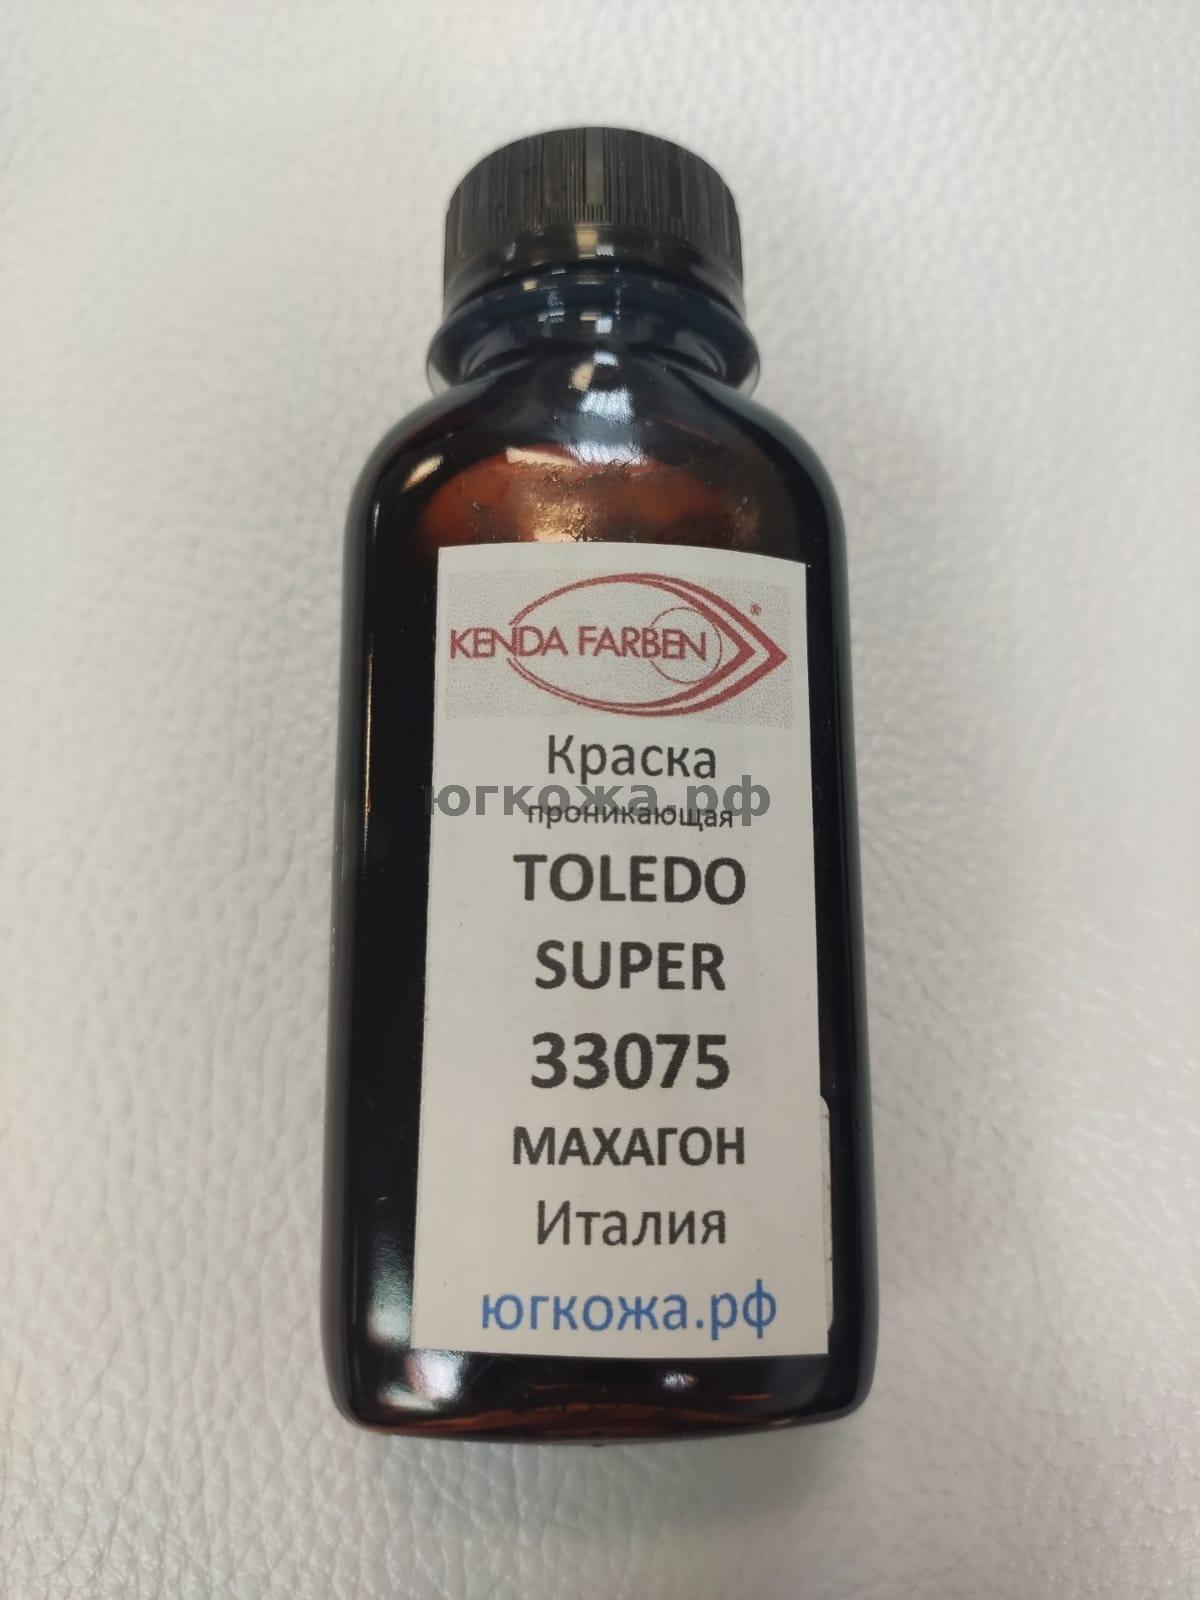 KENDA FARBEN®
Краска
югкожа.рф
проникающая
TOLEDO
SUPER
33075
МАХАГОН
Италия
югкожа.рф